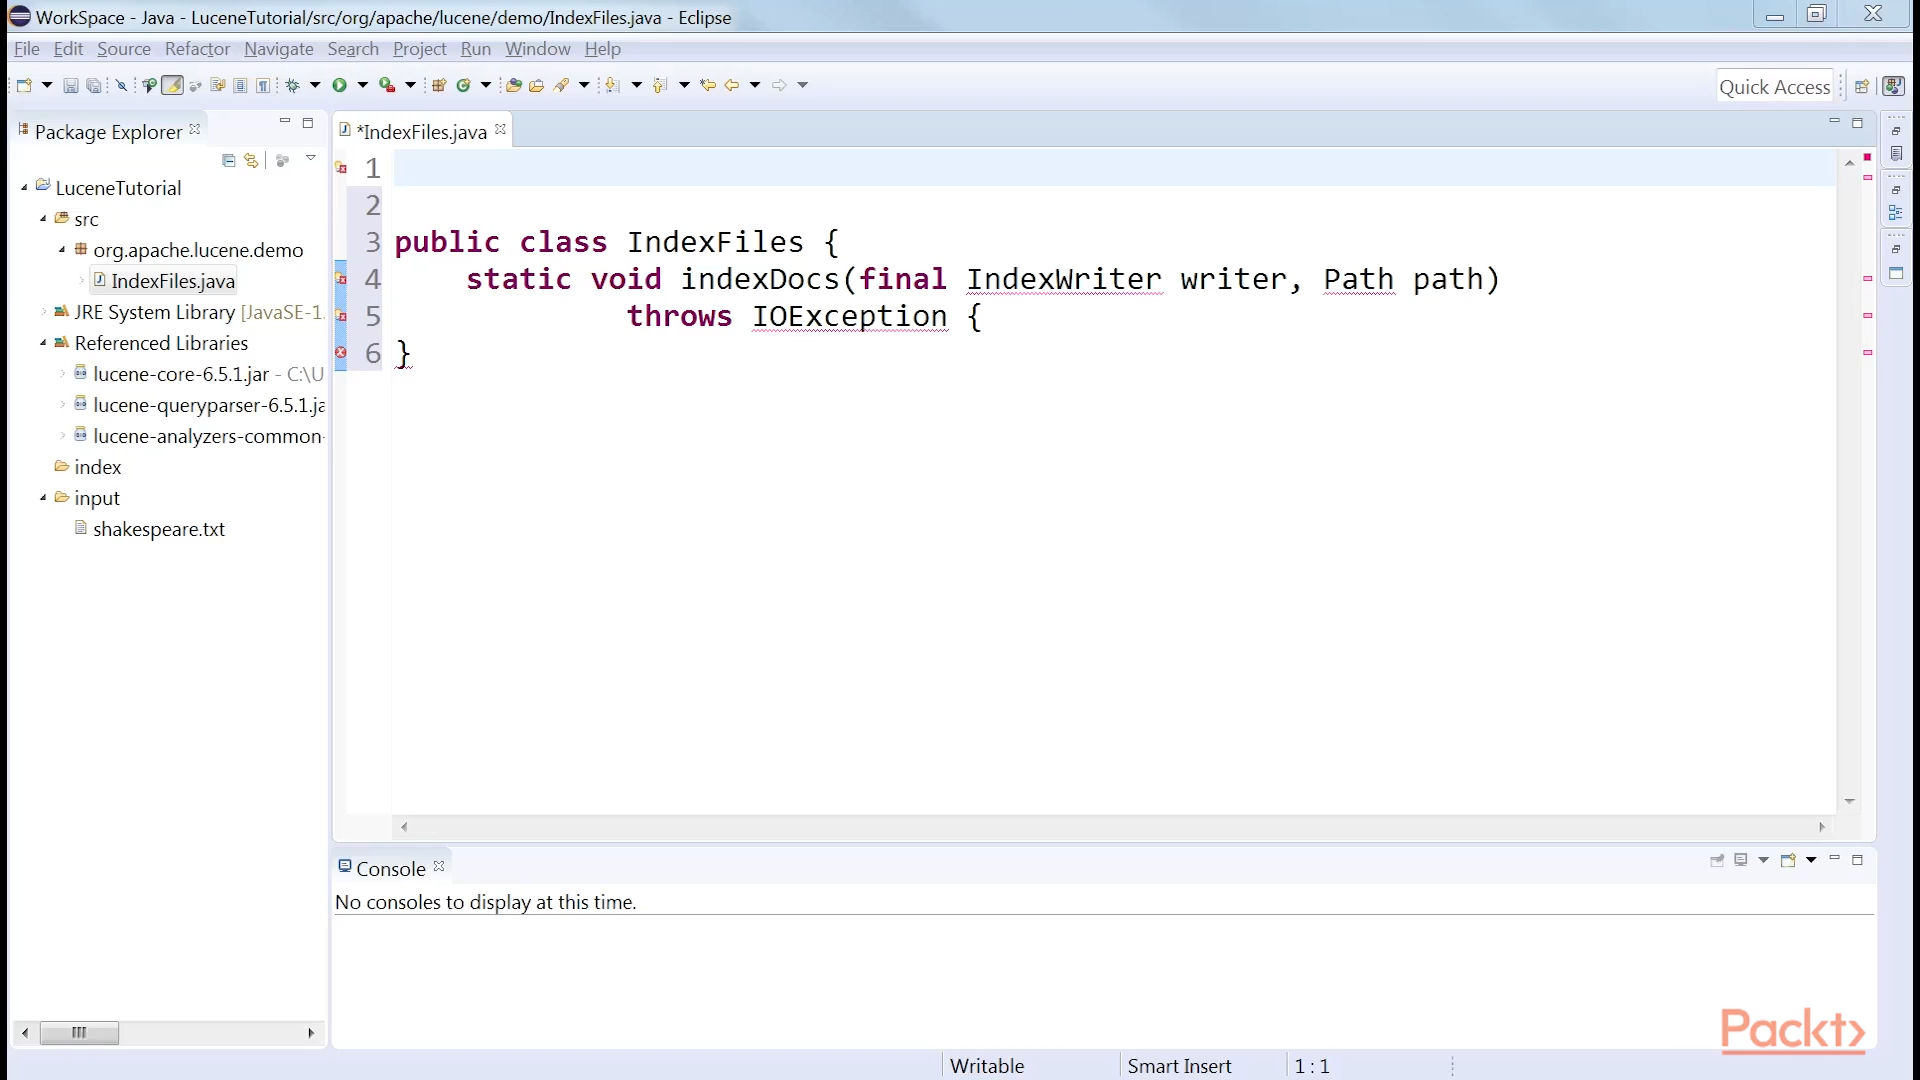 WorkSpace - Java - LuceneTutorial/src/org/apache/lucene/demo/IndexFiles.java - Eclipse
File Edit Source Refactor Navigate Search Project Run Window Help
Quick Access
Package Explorer
*IndexFiles.java
LuceneTutorial
src
org.apache.lucene.demo
IndexFiles.java
JRE System Library [JavaSE-1.
Referenced Libraries
lucene-core-6.5.1.jar - C:\U
lucene-queryparser-6.5.1.ja
lucene-analyzers-common-
index
input
shakespeare.txt
1
2
3 public class IndexFiles {
4 static void indexDocs(final IndexWriter writer, Path path)
5 throws IOException {
6 }
Console
No consoles to display at this time.
Packt>
Writable Smart Insert 1 : 1